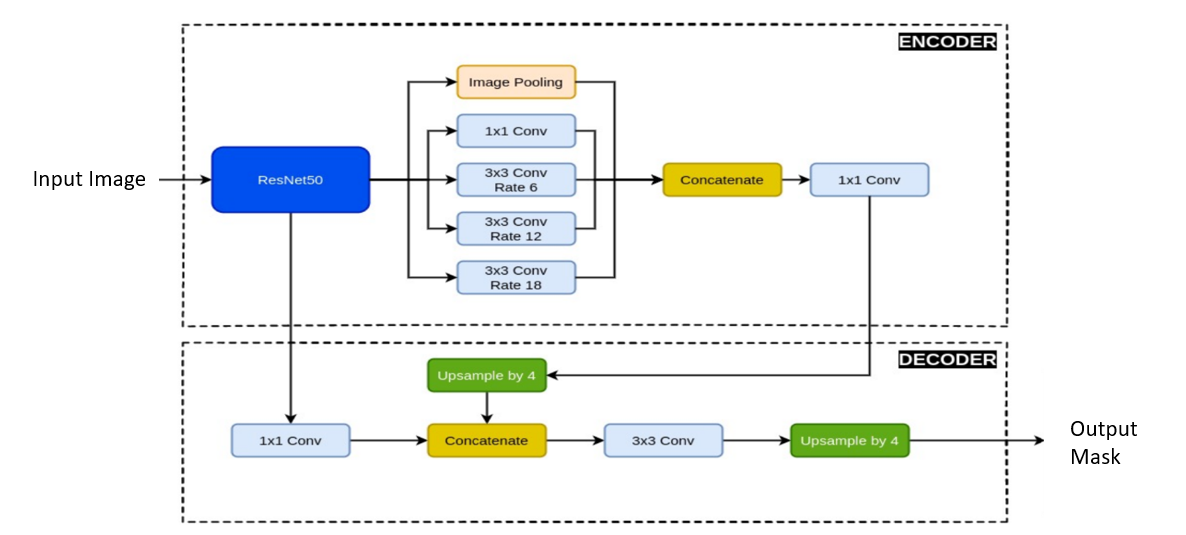 ENCODER
Image Pooling
1x1 Conv
Input Image
ResNet50
3x3 Conv
Rate 6
Concatenate
1x1 Conv
3x3 Conv
Rate 12
3x3 Conv
Rate 18
DECODER
Upsample by 4
1x1 Conv
Concatenate
3x3 Conv
Upsample by 4
Output
Mask